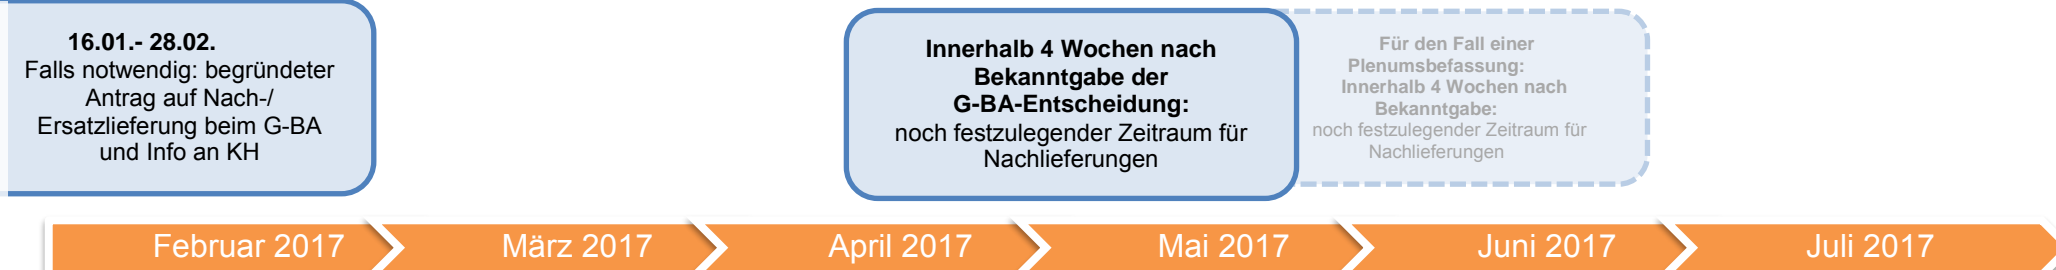 16.01.- 28.02.
Falls notwendig: begründeter
Antrag auf Nach-/
Ersatzlieferung beim G-BA
und Info an KH
Innerhalb 4 Wochen nach
Bekanntgabe der
G-BA-Entscheidung:
noch festzulegender Zeitraum für
Nachlieferungen
Für den Fall einer
Plenumsbefassung:
Innerhalb 4 Wochen nach
Bekanntgabe:
noch festzulegender Zeitraum für
Nachlieferungen
Februar 2017
März 2017
April 2017
Mai 2017
Juni 2017
Juli 2017